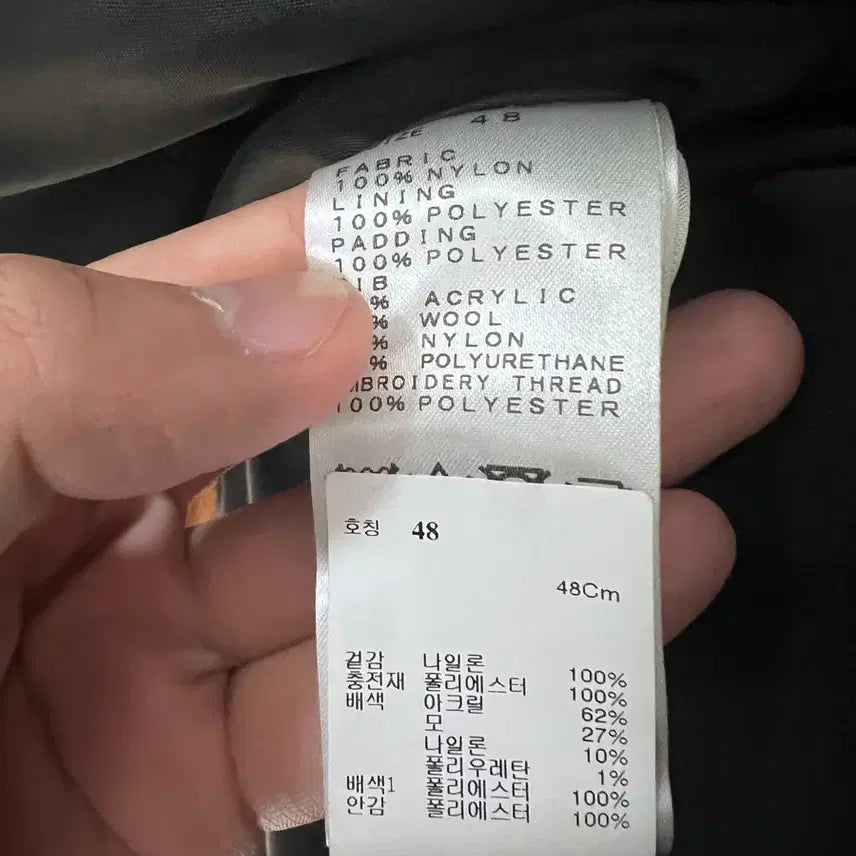 48
FABRIC
100% NYLON
LINING
100% POLYESTER
PADDING
100% POLYESTER
% ACRYLIC
% WOOL
% NYLON
% POLYURETHANE
EMBROIDERY THREAD
100% POLYESTER
호칭 48
48Cm
겉감 나일론 100%
충전재 폴리에스터 100%
배색 아크릴 62%
모 27%
나일론 10%
폴리우레탄 1%
배색1 폴리에스터 100%
안감 폴리에스터 100%